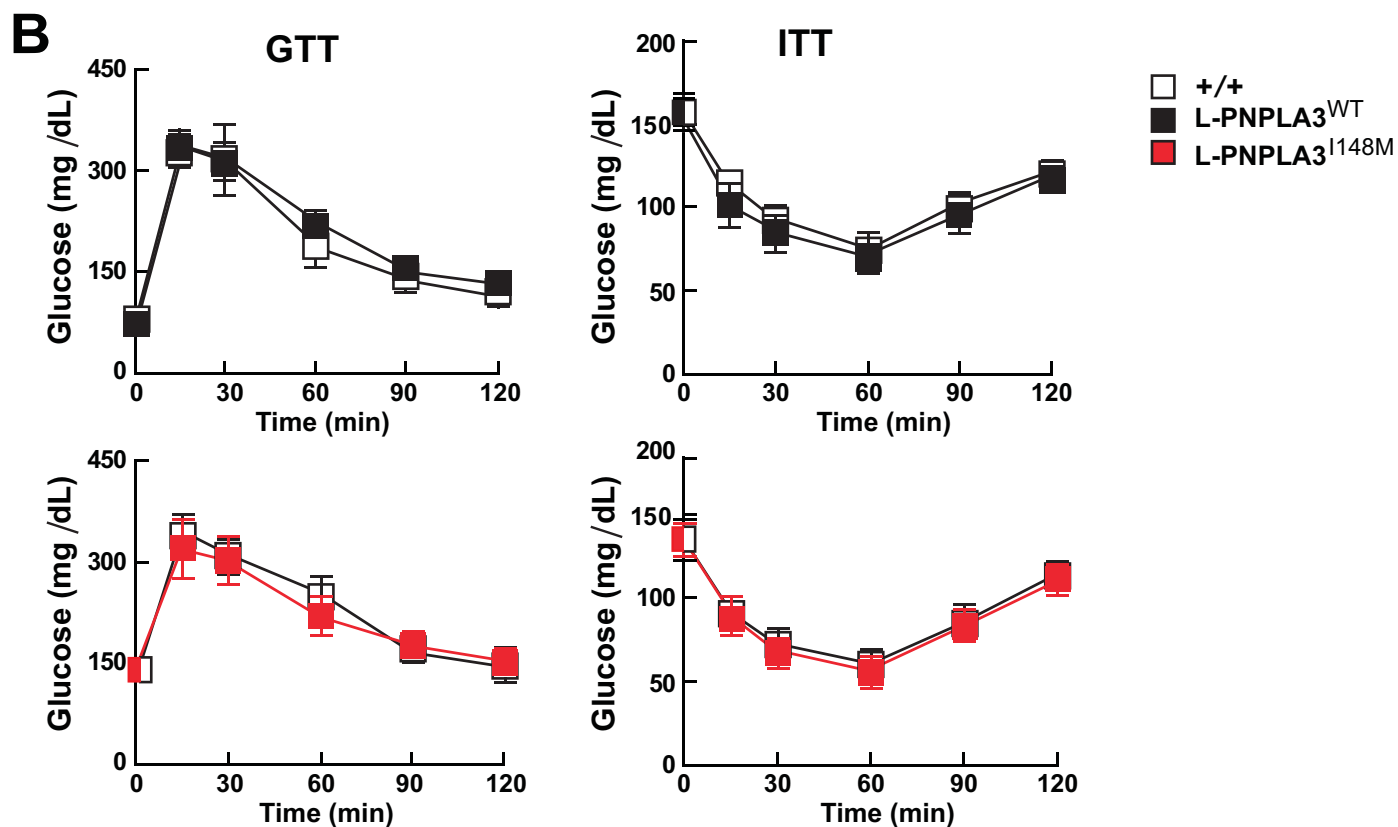 B
GTT
ITT
+/+
L-PNPLA3WT
L-PNPLA3I148M
Glucose (mg /dL)
450
300
150
0
0 30 60 90 120
Time (min)
Glucose (mg /dL)
200
150
100
50
0
0 30 60 90 120
Time (min)
Glucose (mg /dL)
450
300
150
0
0 30 60 90 120
Time (min)
Glucose (mg /dL)
200
150
100
50
0
0 30 60 90 120
Time (min)